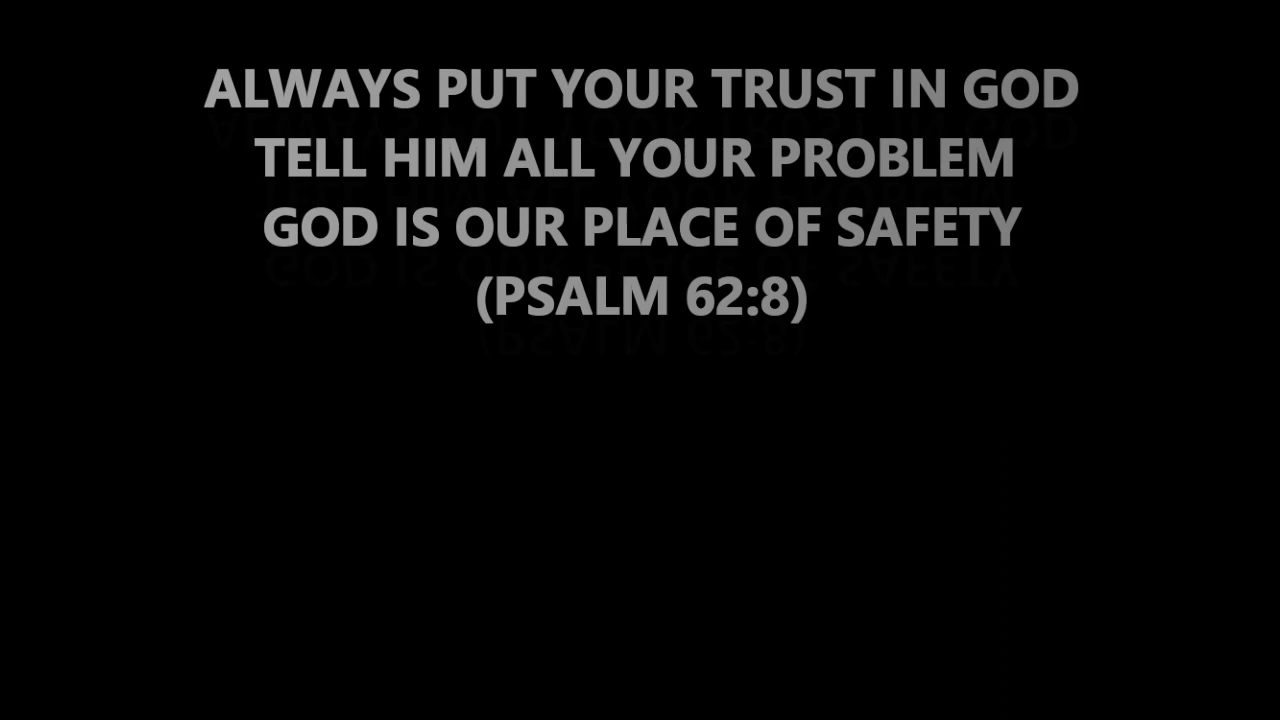 ALWAYS PUT YOUR TRUST IN GOD
TELL HIM ALL YOUR PROBLEM
GOD IS OUR PLACE OF SAFETY
(PSALM 62:8)